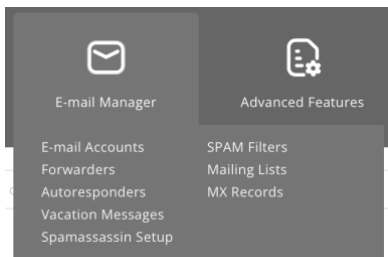 E-mail Manager
Advanced Features
E-mail Accounts
Forwarders
Autoresponders
Vacation Messages
Spamassassin Setup
SPAM Filters
Mailing Lists
MX Records